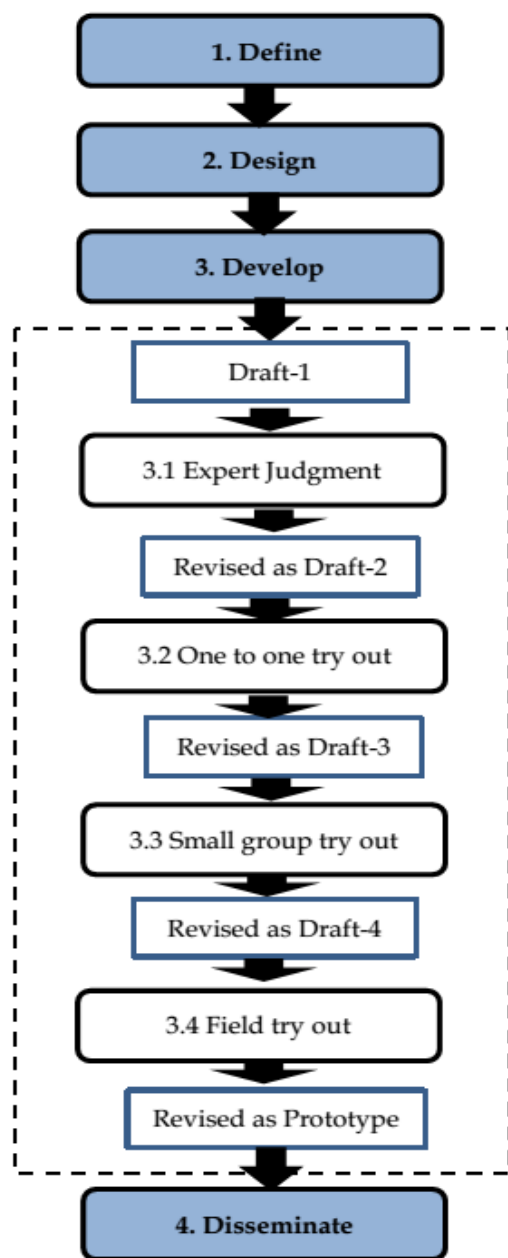 1. Define
2. Design
3. Develop
Draft-1
3.1 Expert Judgment
Revised as Draft-2
3.2 One to one try out
Revised as Draft-3
3.3 Small group try out
Revised as Draft-4
3.4 Field try out
Revised as Prototype
4. Disseminate